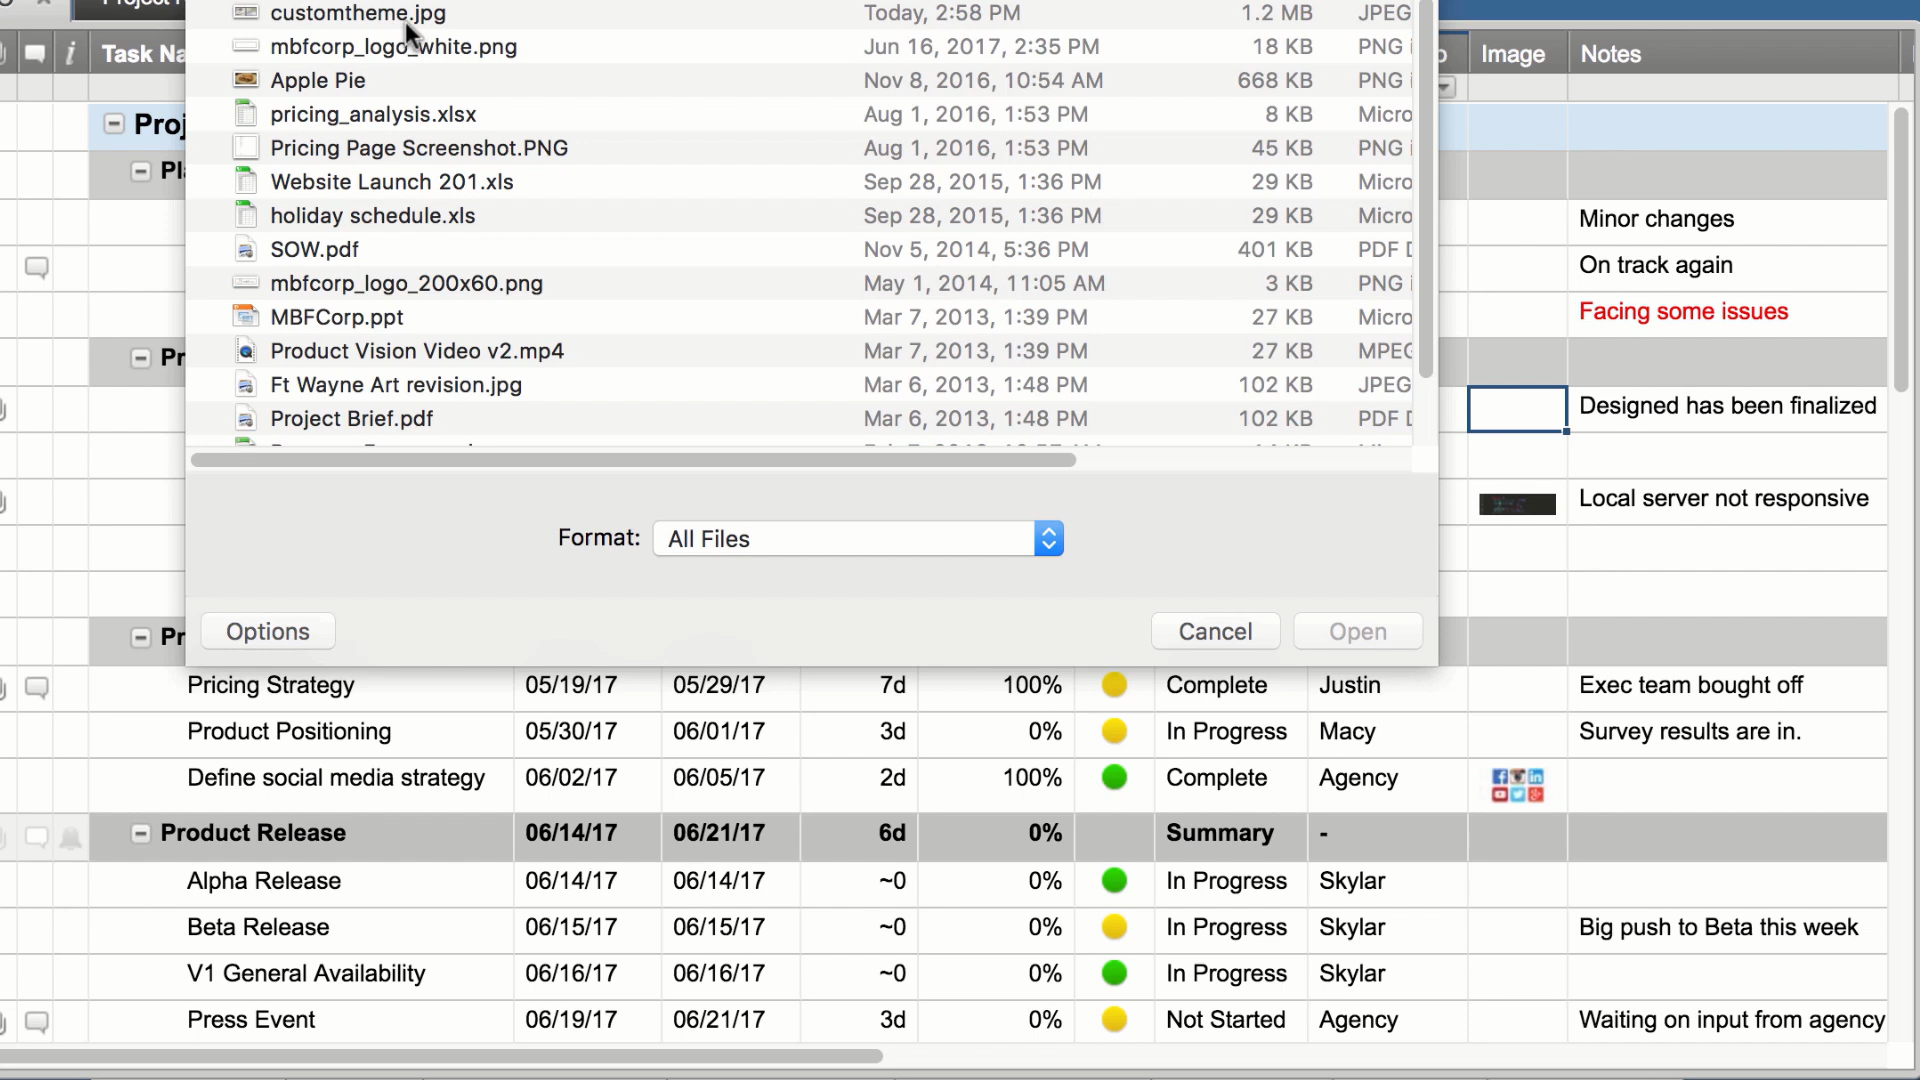 customtheme.jpg Today, 2:58 PM 1.2 MB JPEG
mbfcorp_logo_white.png Jun 16, 2017, 2:35 PM 18 KB PNG i
Task Na Image Notes
Apple Pie Nov 8, 2016, 10:54 AM 668 KB PNG i
pricing_analysis.xlsx Aug 1, 2016, 1:53 PM 8 KB Micro
Proj
Pricing Page Screenshot.PNG Aug 1, 2016, 1:53 PM 45 KB PNG i
Pla
Website Launch 201.xls Sep 28, 2015, 1:36 PM 29 KB Micro
holiday schedule.xls Sep 28, 2015, 1:36 PM 29 KB Micro
Minor changes
SOW.pdf Nov 5, 2014, 5:36 PM 401 KB PDF D
On track again
mbfcorp_logo_200x60.png May 1, 2014, 11:05 AM 3 KB PNG i
MBFCorp.ppt Mar 7, 2013, 1:39 PM 27 KB Micro
Facing some issues
Product Vision Video v2.mp4 Mar 7, 2013, 1:39 PM 27 KB MPEG
Pr
Ft Wayne Art revision.jpg Mar 6, 2013, 1:48 PM 102 KB JPEG
Project Brief.pdf Mar 6, 2013, 1:48 PM 102 KB PDF D
Designed has been finalized
Local server not responsive
Format: All Files
Options Cancel Open
Pr
Pricing Strategy 05/19/17 05/29/17 7d 100% Complete Justin Exec team bought off
Product Positioning 05/30/17 06/01/17 3d 0% In Progress Macy Survey results are in.
Define social media strategy 06/02/17 06/05/17 2d 100% Complete Agency
Product Release 06/14/17 06/21/17 6d 0% Summary -
Alpha Release 06/14/17 06/14/17 ~0 0% In Progress Skylar
Beta Release 06/15/17 06/15/17 ~0 0% In Progress Skylar Big push to Beta this week
V1 General Availability 06/16/17 06/16/17 ~0 0% In Progress Skylar
Press Event 06/19/17 06/21/17 3d 0% Not Started Agency Waiting on input from agency